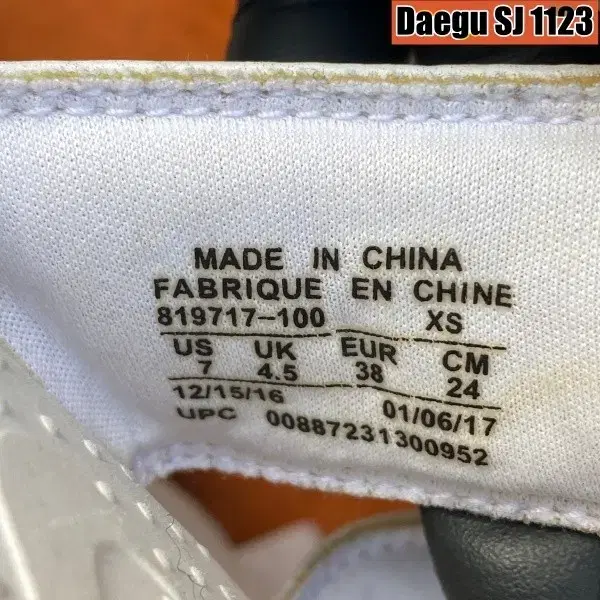 Daegu SJ 1123
MADE IN CHINA
FABRIQUE EN CHINE
819717-100 XS
US UK EUR CM
7 4.5 38 24
12/15/16 01/06/17
UPC 00887231300952